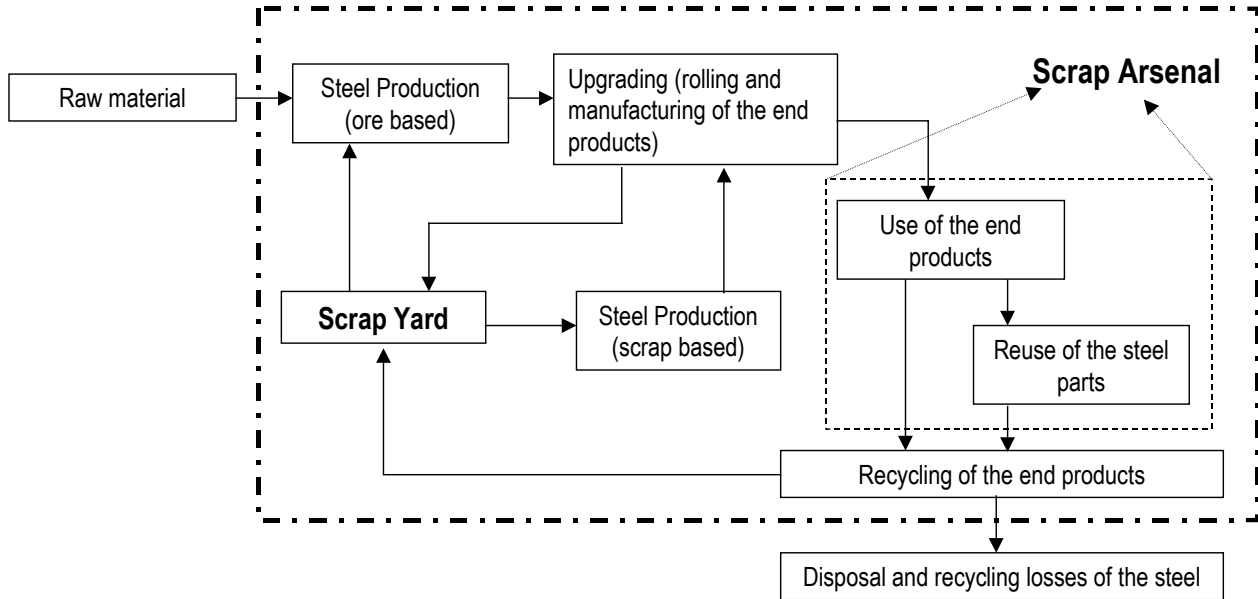 Raw material
Steel Production
(ore based)
Upgrading (rolling and
manufacturing of the end
products)
Scrap Arsenal
Use of the end
products
Scrap Yard
Steel Production
(scrap based)
Reuse of the steel
parts
Recycling of the end products
Disposal and recycling losses of the steel